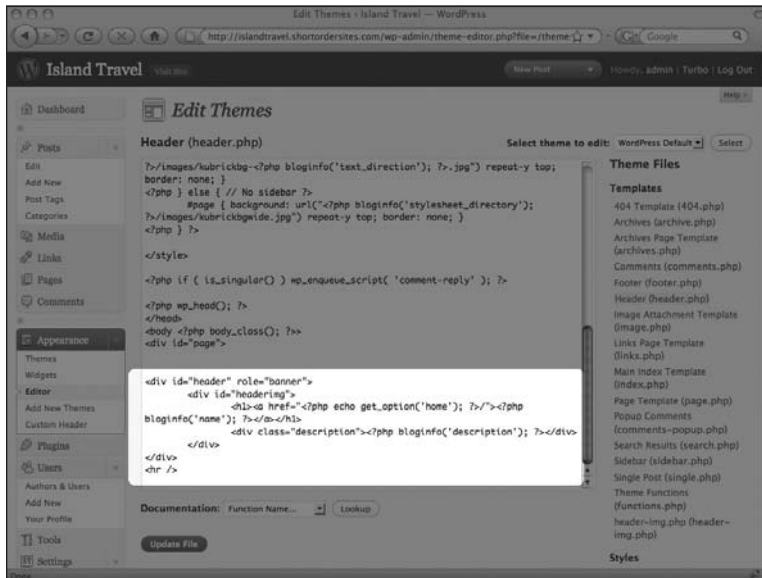 Edit Themes ‹ Island Travel — WordPress
http://islandtravel.shortordersites.com/wp-admin/theme-editor.php?file=/theme
Google
Island Travel Visit Site
New Post
Howdy, admin | Turbo | Log Out
Help
Dashboard
Posts
Edit
Add New
Post Tags
Categories
Media
Links
Pages
Comments
Appearance
Themes
Widgets
Editor
Add New Themes
Custom Header
Plugins
Users
Authors & Users
Add New
Your Profile
Tools
Settings
Done
Edit Themes
Header (header.php)
Select theme to edit: WordPress Default Select
?>/images/kubrickbg-<?php bloginfo('text_direction'); ?>.jpg") repeat-y top;
border: none; }
<?php } else { // No sidebar ?>
#page { background: url("<?php bloginfo('stylesheet_directory');
?>/images/kubrickbgwide.jpg") repeat-y top; border: none; }
<?php } ?>
</style>
<?php if ( is_singular() ) wp_enqueue_script( 'comment-reply' ); ?>
<?php wp_head(); ?>
</head>
<body <?php body_class(); ?>>
<div id="page">
<div id="header" role="banner">
<div id="headerimg">
<h1><a href="<?php echo get_option('home'); ?>/"><?php
bloginfo('name'); ?></a></h1>
<div class="description"><?php bloginfo('description'); ?></div>
</div>
</div>
<hr />
Documentation: Function Name... Lookup
Update File
Theme Files
Templates
404 Template (404.php)
Archives (archive.php)
Archives Page Template
(archives.php)
Comments (comments.php)
Footer (footer.php)
Header (header.php)
Image Attachment Template
(image.php)
Links Page Template
(links.php)
Main Index Template
(index.php)
Page Template (page.php)
Popup Comments
(comments-popup.php)
Search Results (search.php)
Sidebar (sidebar.php)
Single Post (single.php)
Theme Functions
(functions.php)
header-img.php (header-
img.php)
Styles